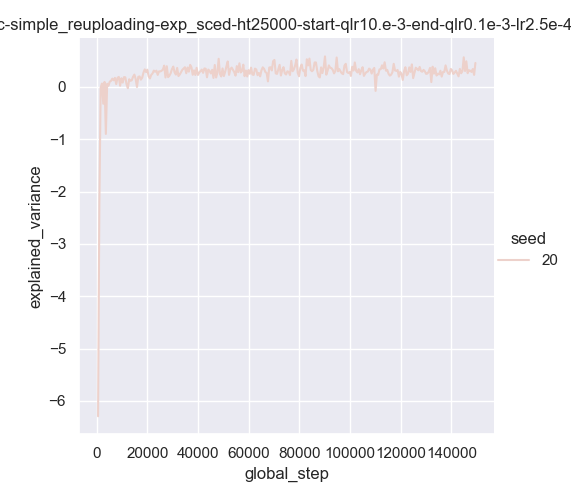 c-simple_reuploading-exp_sced-ht25000-start-qlr10.e-3-end-qlr0.1e-3-lr2.5e-4
0
−1
−2
−3
−4
−5
−6
explained_variance
seed
20
0 20000 40000 60000 80000 100000 120000 140000
global_step